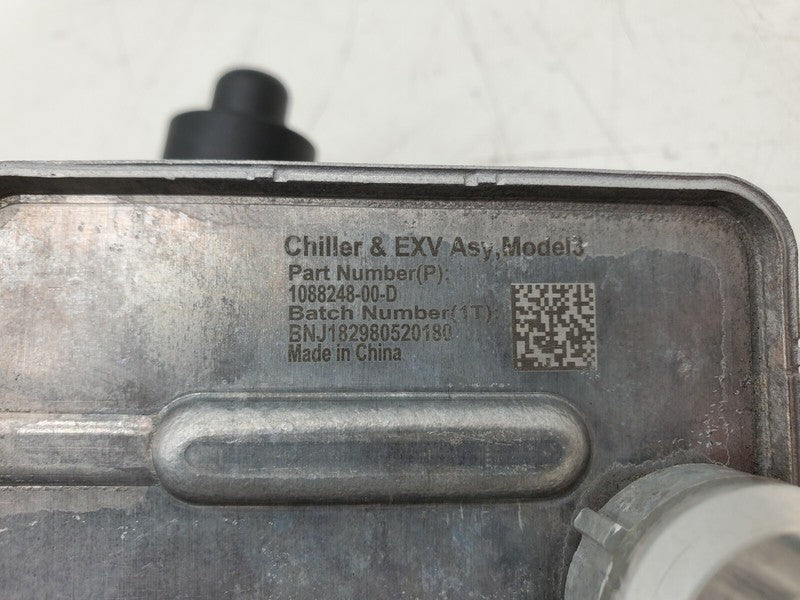 Chiller & EXV Asy,Model3
Part Number(P):
1088248-00-D
Batch Number(1T):
BNJ182980520180
Made in China